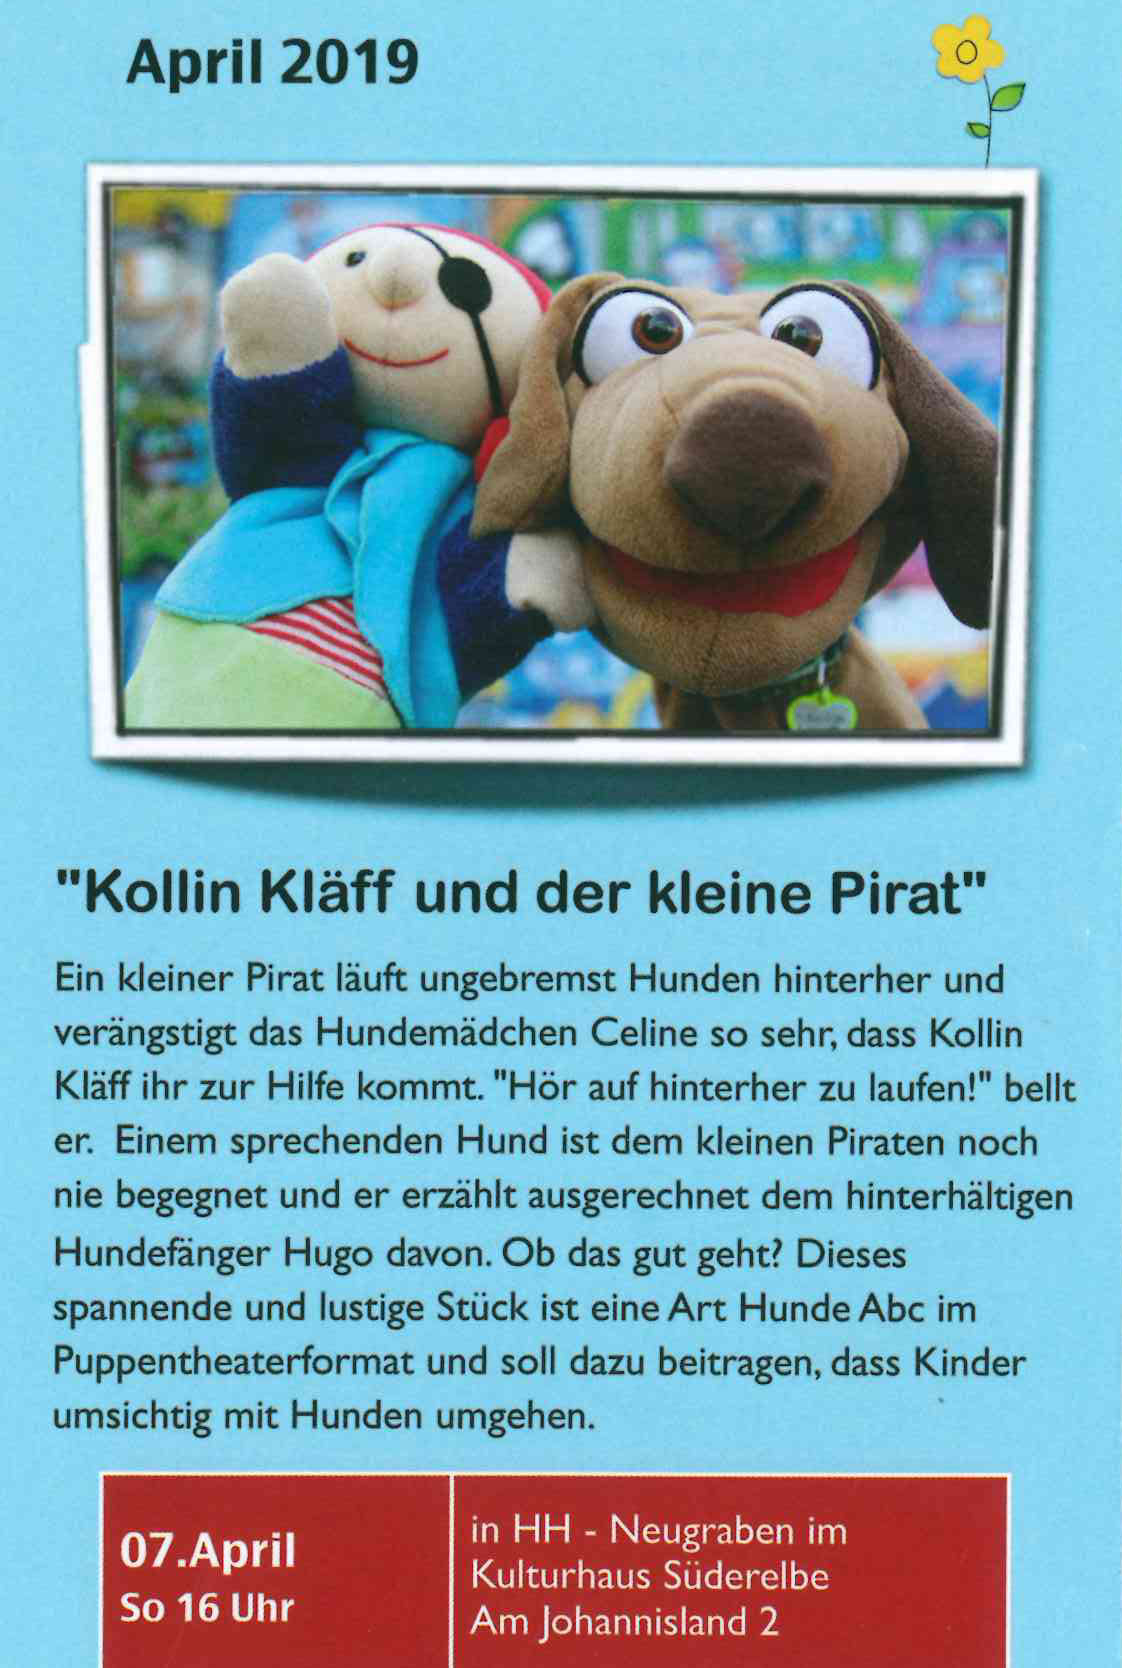 April 2019
"Kollin Kläff und der kleine Pirat"
Ein kleiner Pirat läuft ungebremst Hunden hinterher und
verängstigt das Hundemädchen Celine so sehr, dass Kollin
Kläff ihr zur Hilfe kommt. "Hör auf hinterher zu laufen!" bellt
er.  Einem sprechenden Hund ist dem kleinen Piraten noch
nie begegnet und er erzählt ausgerechnet dem hinterhältigen
Hundefänger Hugo davon. Ob das gut geht? Dieses
spannende und lustige Stück ist eine Art Hunde Abc im
Puppentheaterformat und soll dazu beitragen, dass Kinder
umsichtig mit Hunden umgehen.
07.April
So 16 Uhr
in HH - Neugraben im
Kulturhaus Süderelbe
Am Johannisland 2